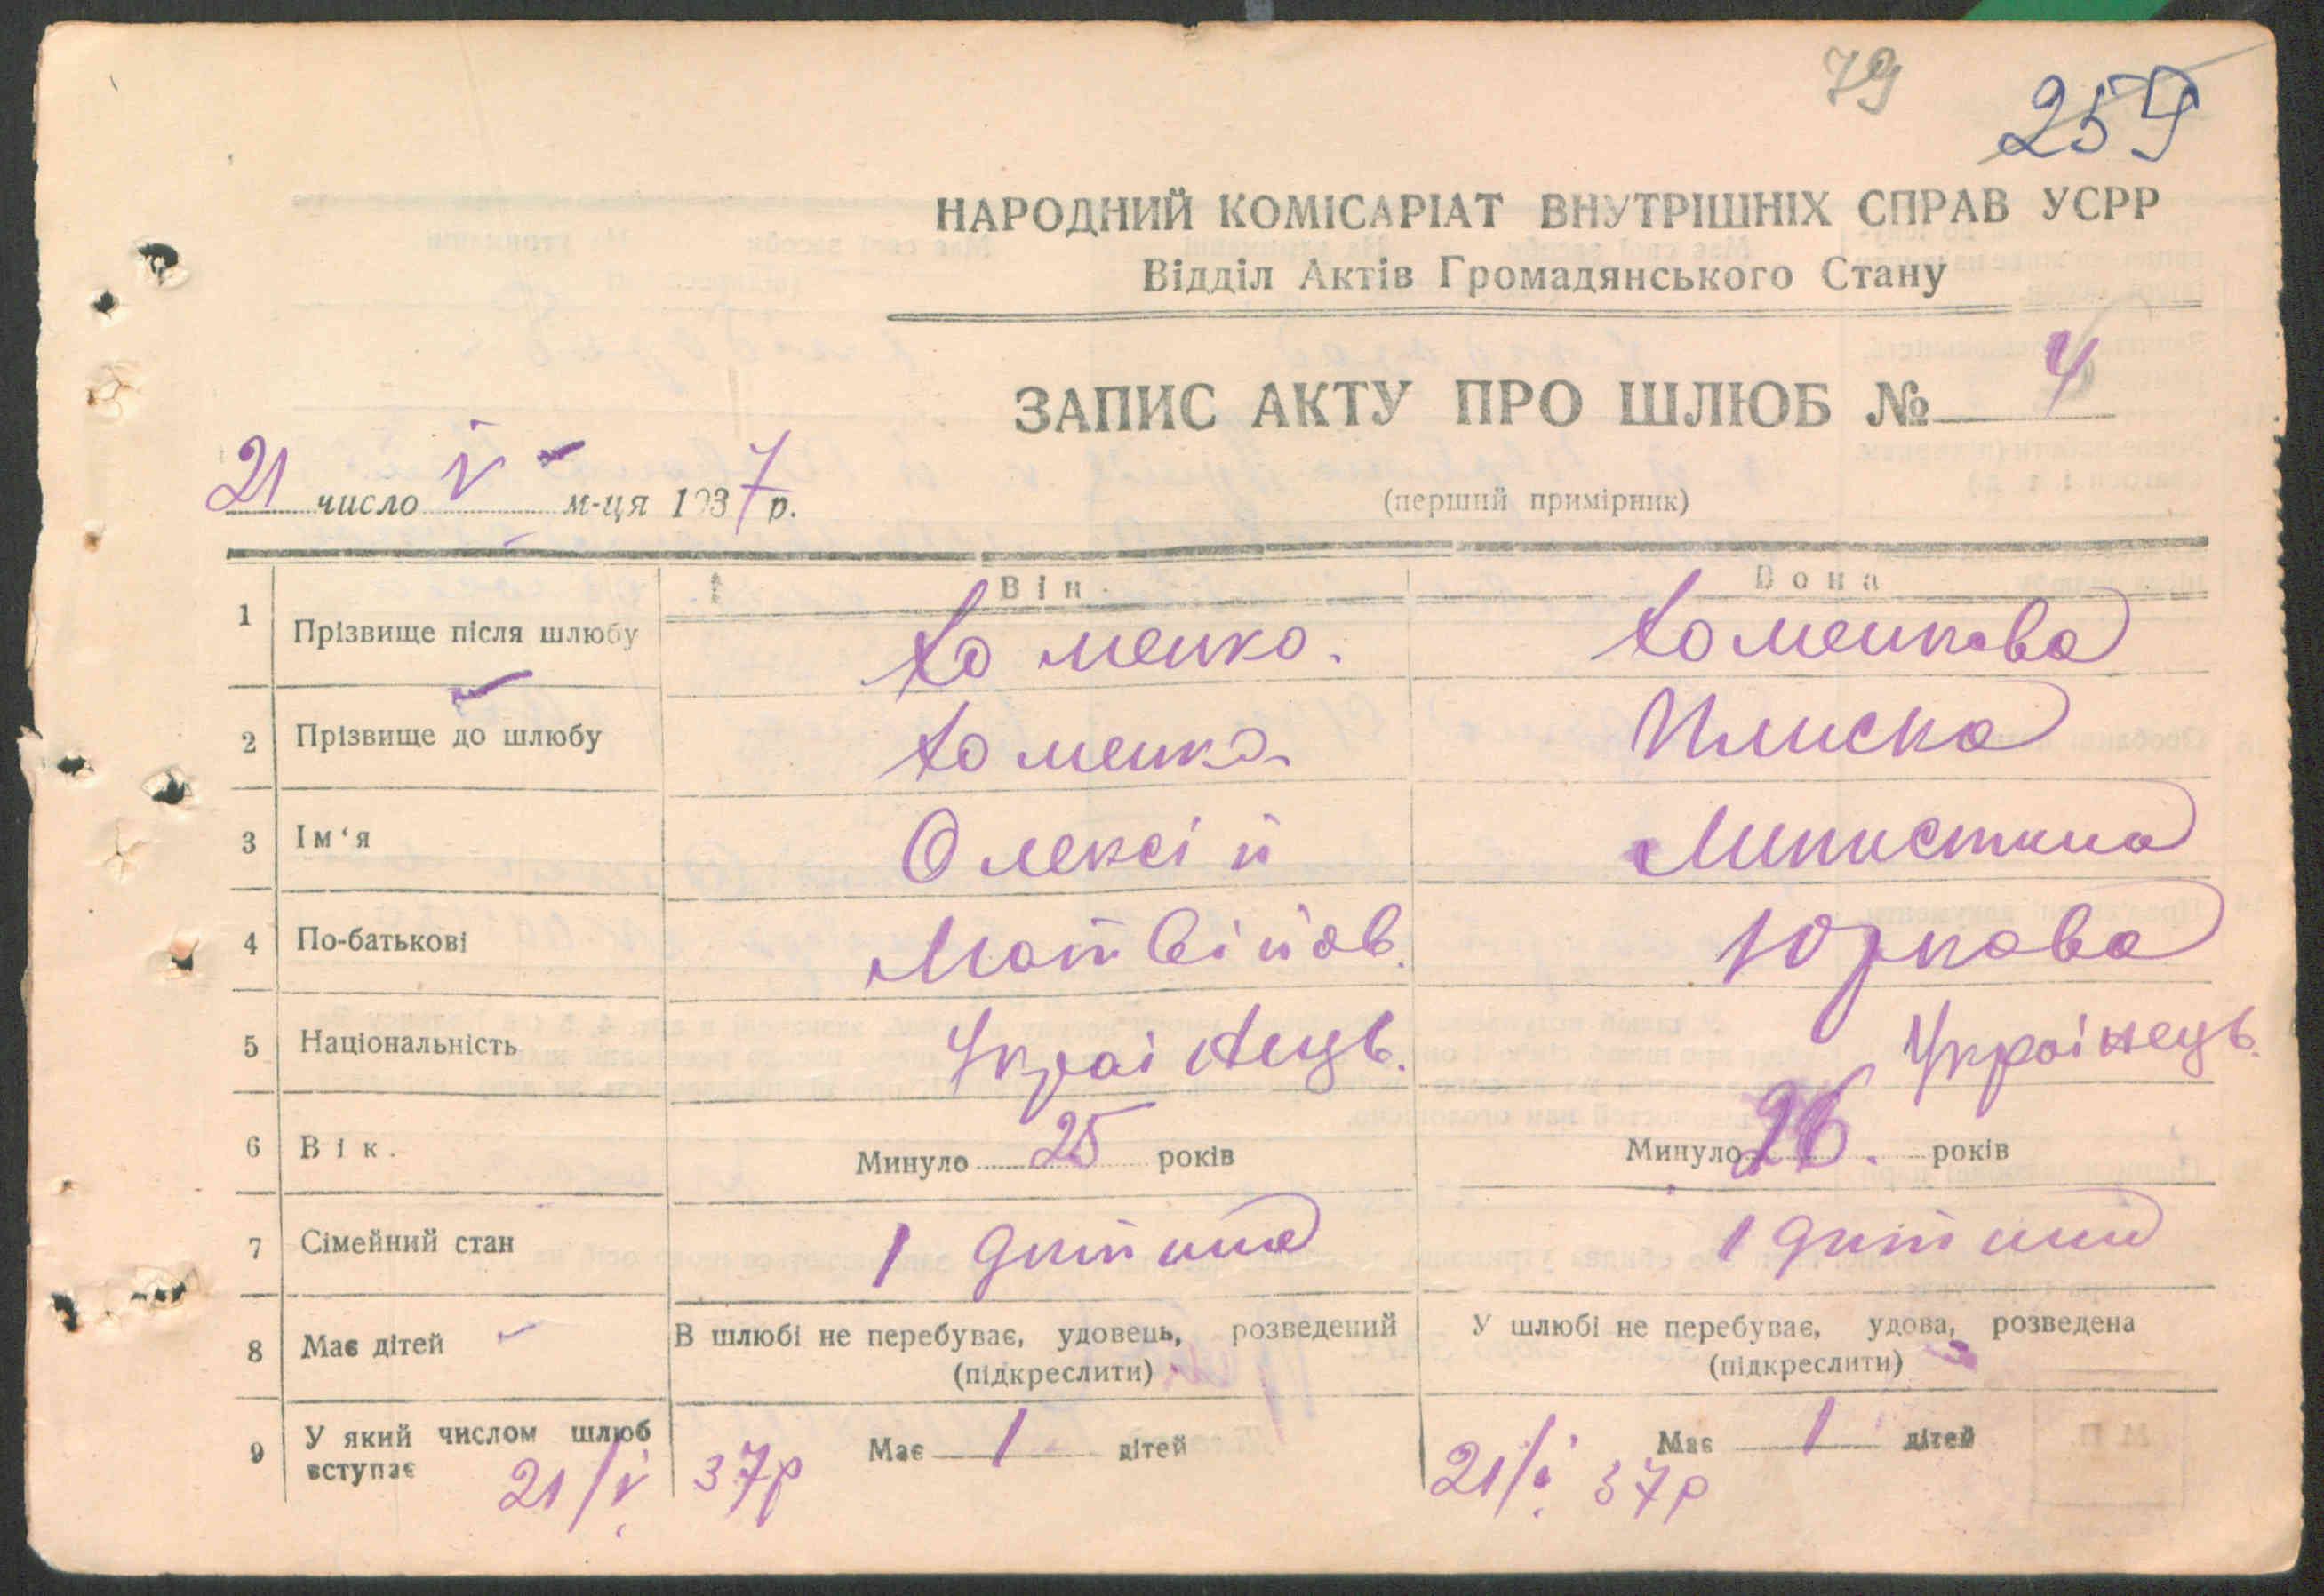 79
259
НАРОДНИЙ КОМІСАРІАТ ВНУТРІШНІХ СПРАВ УСРР
Відділ Актів Громадянського Стану
ЗАПИС АКТУ ПРО ШЛЮБ № 4
21 число V м-ця 1937 р.
(перший примірник)
Він Вона
1 Прізвище після шлюбу Хоменко. Хоменкова
2 Прізвище до шлюбу Хоменко Плиска
3 Ім‘я Олексій
4 По-батькові Матвійов. Юркова
5 Національність Українець. Українець.
6 Вік. Минуло 25 років Минуло 26. років
7 Сімейний стан 1 дитина 1 дитина
8 Має дітей В шлюбі не перебуває, удовець, розведений У шлюбі не перебуває, удова, розведена
(підкреслити) (підкреслити)
9 У який числом шлюб вступає 21/V 37р Має 1 дітей 21/V 37р Має 1 дітей